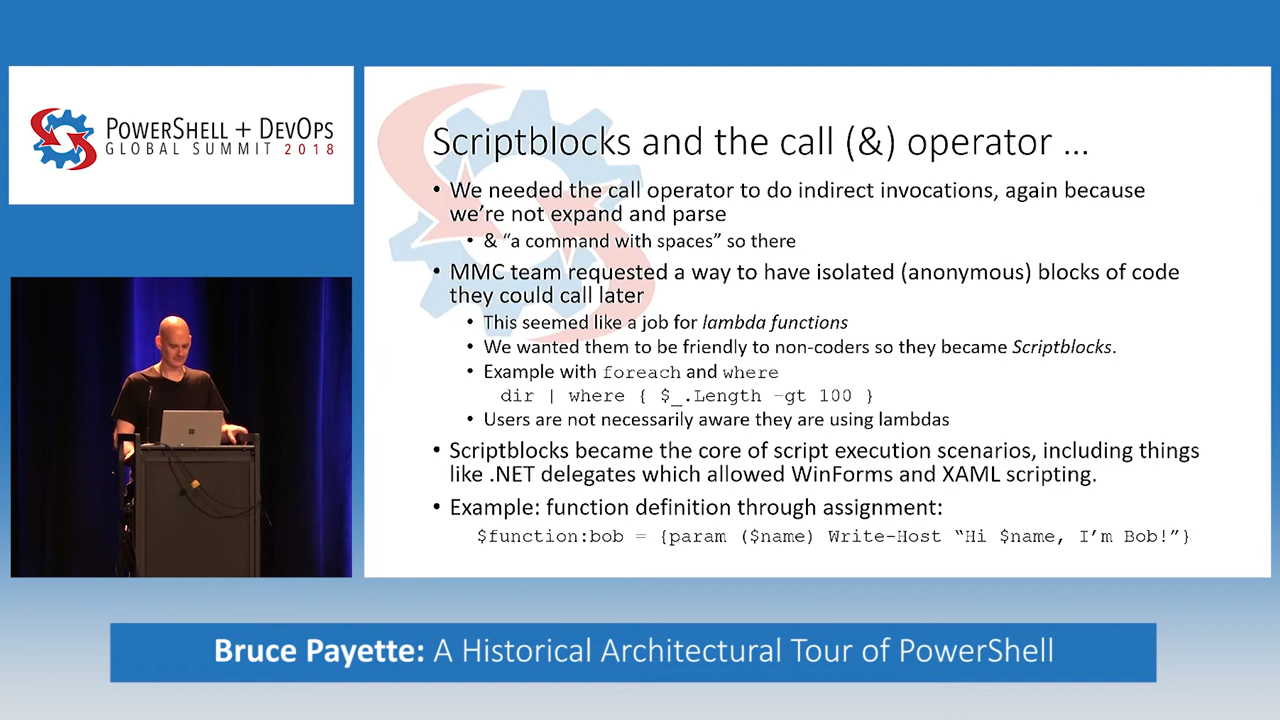 POWERSHELL + DEVOPS
GLOBAL SUMMIT 2018
Scriptblocks and the call (&) operator ...
• We needed the call operator to do indirect invocations, again because
we’re not expand and parse
• & “a command with spaces” so there
• MMC team requested a way to have isolated (anonymous) blocks of code
they could call later
• This seemed like a job for lambda functions
• We wanted them to be friendly to non-coders so they became Scriptblocks.
• Example with foreach and where
dir | where { $_.Length –gt 100 }
• Users are not necessarily aware they are using lambdas
• Scriptblocks became the core of script execution scenarios, including things
like .NET delegates which allowed WinForms and XAML scripting.
• Example: function definition through assignment:
$function:bob = {param ($name) Write-Host “Hi $name, I’m Bob!”}
Bruce Payette: A Historical Architectural Tour of PowerShell